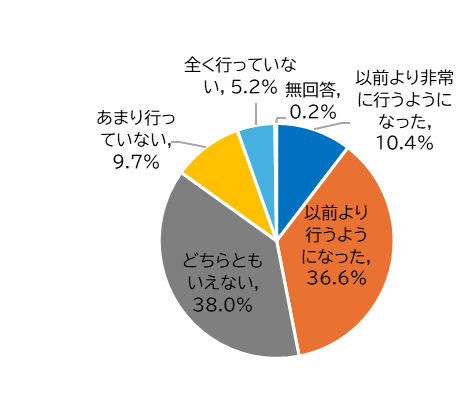 以前より非常
に行うように
なった,
10.4%
以前より
行うよう
になった,
36.6%
どちらとも
いえない,
38.0%
あまり行っ
ていない,
9.7%
全く行っていな
い, 5.2%
無回答,
0.2%